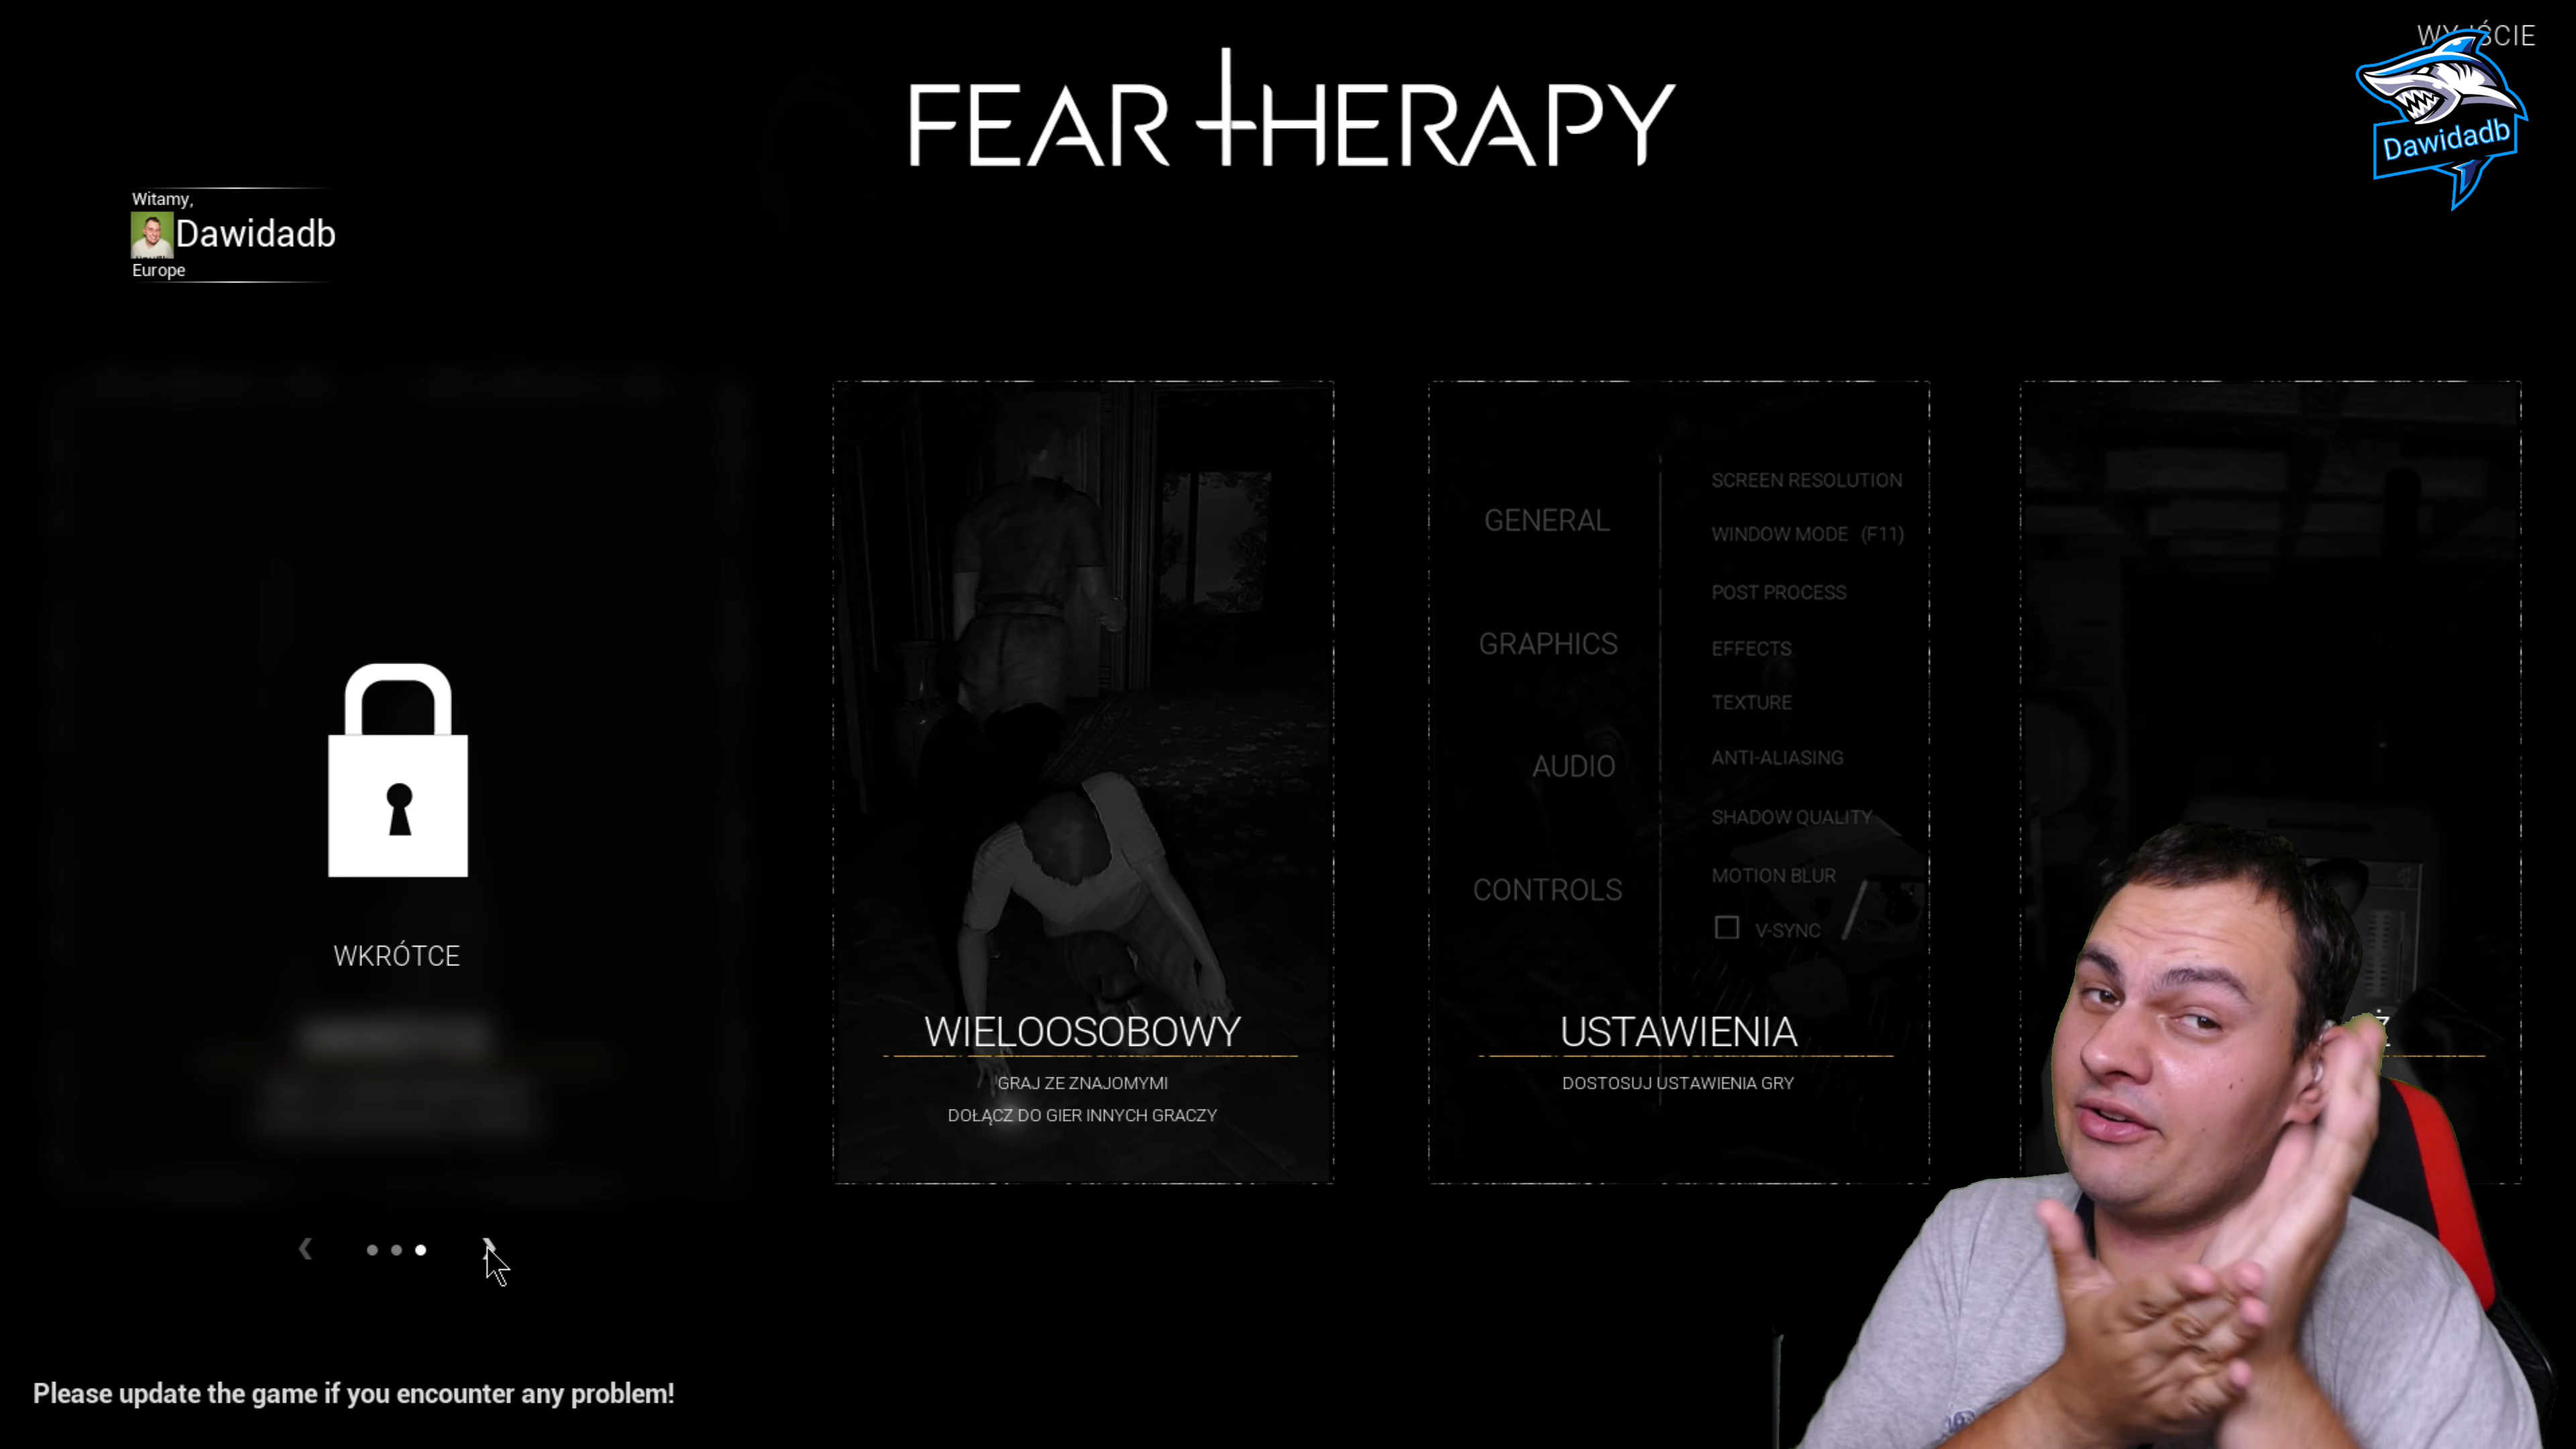 FEAR THERAPY
Dawidadb
Witamy,
Dawidadb
Europe
WKRÓTCE
WIELOOSOBOWY
GRAJ ZE ZNAJOMYMI
DOŁĄCZ DO GIER INNYCH GRACZY
GENERAL
GRAPHICS
AUDIO
CONTROLS
SCREEN RESOLUTION
WINDOW MODE (F11)
POST PROCESS
EFFECTS
TEXTURE
ANTI-ALIASING
SHADOW QUALITY
MOTION BLUR
V-SYNC
USTAWIENIA
DOSTOSUJ USTAWIENIA GRY
Please update the game if you encounter any problem!